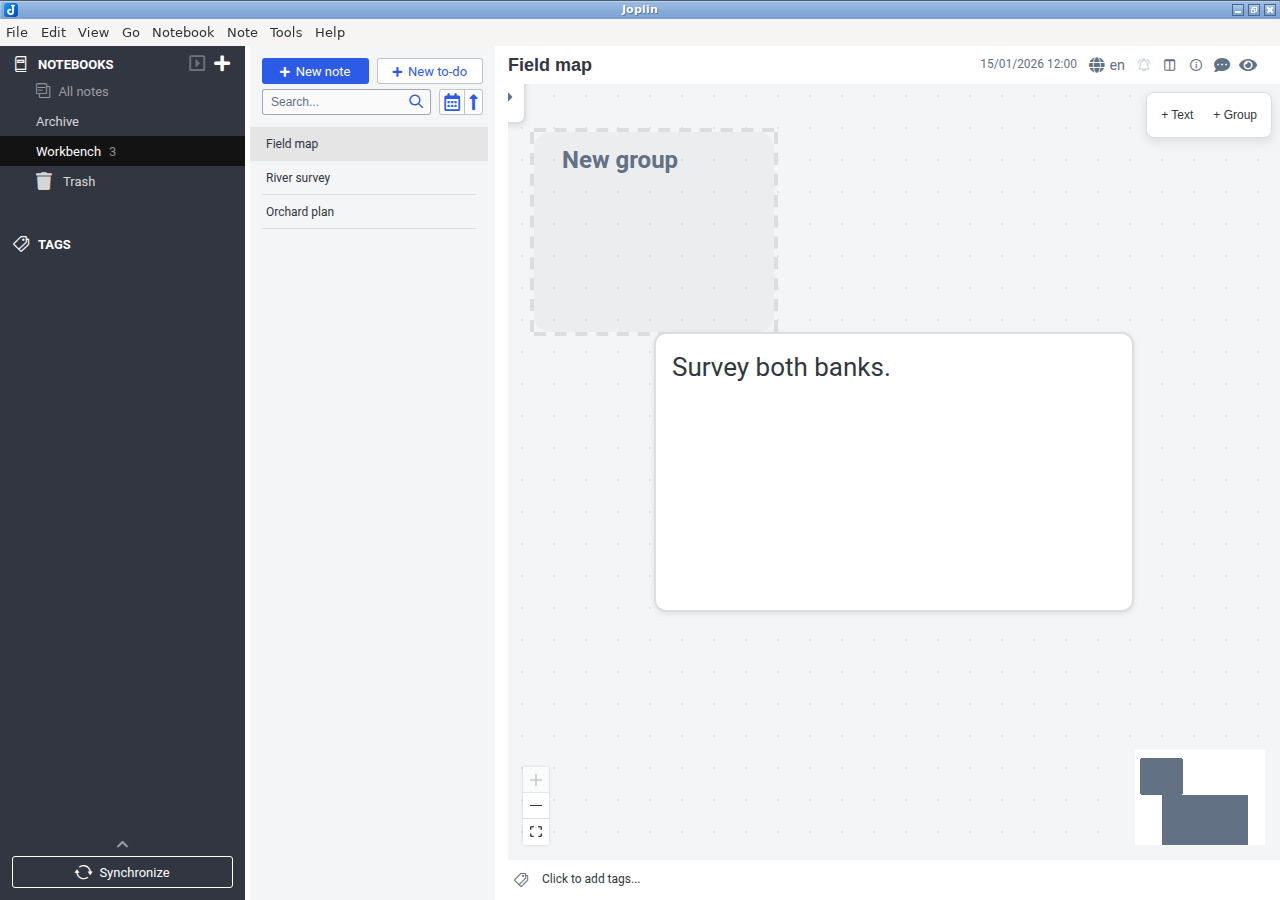 Joplin
File Edit View Go Notebook Note Tools Help
NOTEBOOKS
All notes
Archive
Workbench 3
Trash
TAGS
Synchronize
New note
New to-do
Search...
Field map
River survey
Orchard plan
Field map
15/01/2026 12:00
en
+ Text + Group
New group
Survey both banks.
Click to add tags...